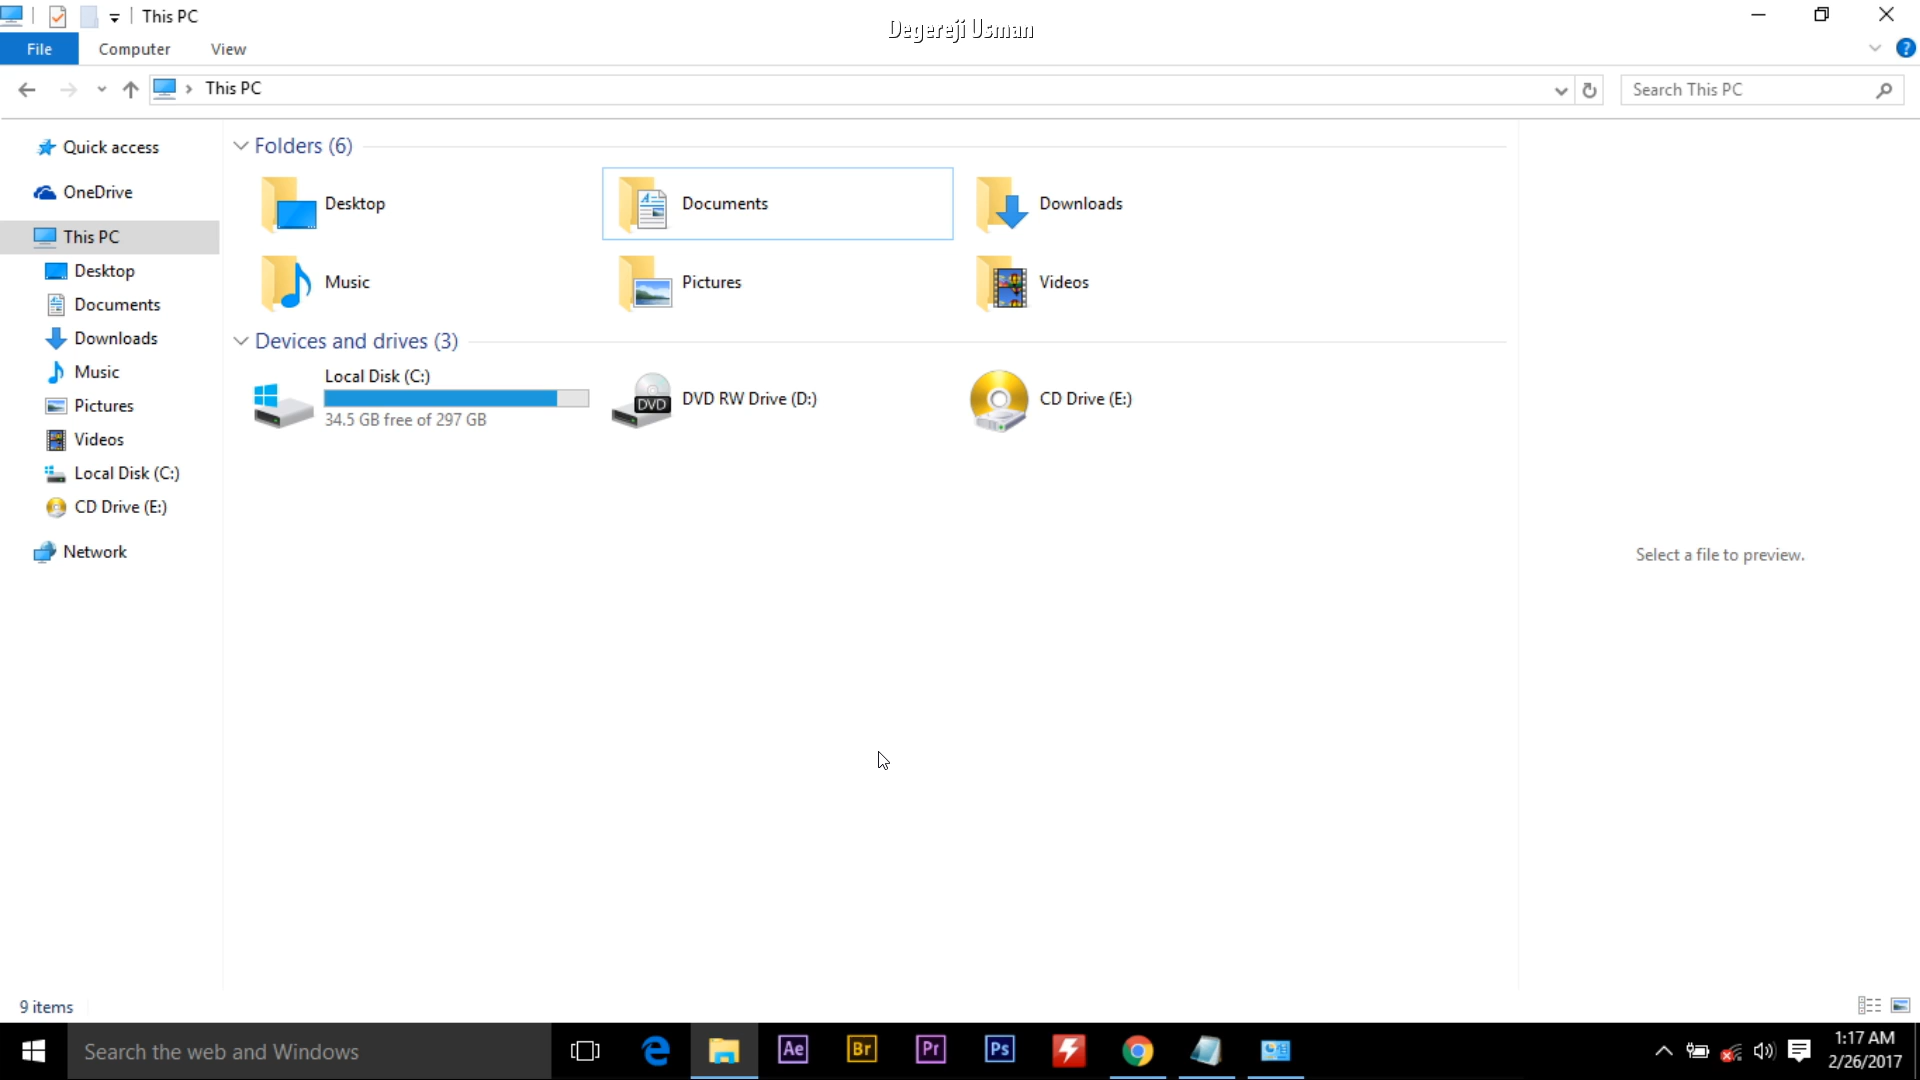 This PC
Degereji Usman
File Computer View
This PC
Search This PC
Quick access
OneDrive
This PC
Desktop
Documents
Downloads
Music
Pictures
Videos
Local Disk (C:)
CD Drive (E:)
Network
Folders (6)
Desktop
Documents
Downloads
Music
Pictures
Videos
Devices and drives (3)
Local Disk (C:)
34.5 GB free of 297 GB
DVD
DVD RW Drive (D:)
CD Drive (E:)
Select a file to preview.
9 items
Search the web and Windows
Ae
Br
Pr
Ps
1:17 AM
2/26/2017